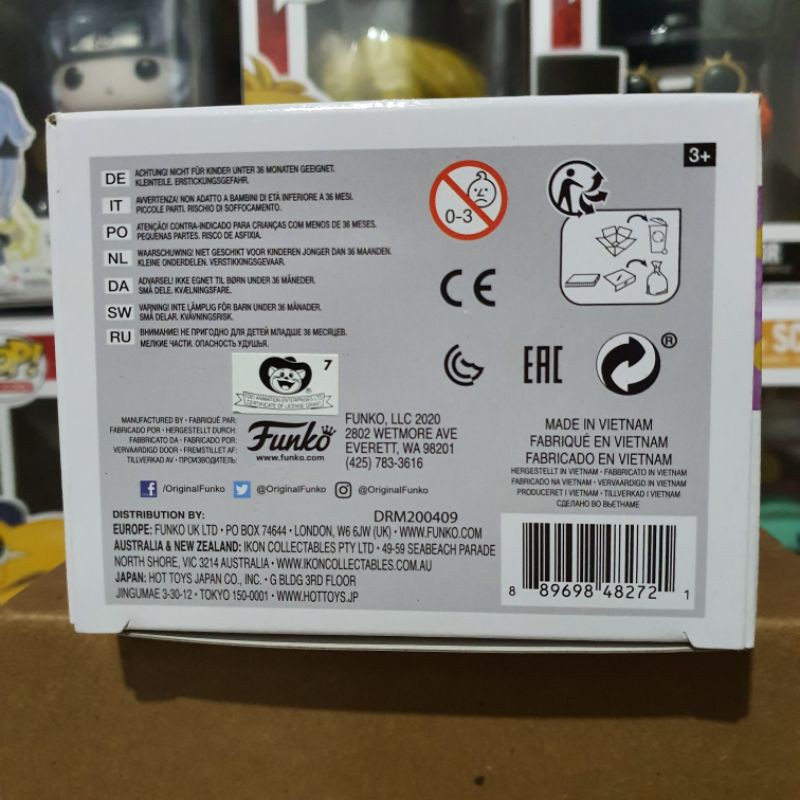 3+
DE ACHTUNG! NICHT FÜR KINDER UNTER 36 MONATEN GEEIGNET.
KLEINTEILE. ERSTICKUNGSGEFAHR.
IT AVVERTENZA! NON ADATTO A BAMBINI DI ETÀ INFERIORE A 36 MESI.
PICCOLE PARTI. RISCHIO DI SOFFOCAMENTO.
PO ATENÇÃO! CONTRA-INDICADO PARA CRIANÇAS COM MENOS DE 36 MESES.
PEQUENAS PARTES. RISCO DE ASFIXIA.
NL WAARSCHUWING! NIET GESCHIKT VOOR KINDEREN JONGER DAN 36 MAANDEN.
KLEINE ONDERDELEN. VERSTIKKINGSGEVAAR.
DA ADVARSEL! IKKE EGNET TIL BØRN UNDER 36 MÅNEDER.
SMÅ DELE. KVÆLNINGSFARE.
SW VARNING! INTE LÄMPLIG FÖR BARN UNDER 36 MÅNADER.
SMÅ DELAR. KVÄVNINGSRISK.
RU ВНИМАНИЕ! НЕ ПРИГОДНО ДЛЯ ДЕТЕЙ МЛАДШЕ 36 МЕСЯЦЕВ.
МЕЛКИЕ ЧАСТИ. ОПАСНОСТЬ УДУШЬЯ.
0-3
CE
EAC
®
7
TOEI ANIMATION ENTERPRISES LTD
CERTIFICATE OF LICENSE GRANT
MANUFACTURED BY • FABRIQUÉ PAR:
FABRICADO POR • HERGESTELLT DURCH:
FABBRICATO DA • FABRICADO POR:
VERVAARDIGD DOOR • FREMSTILLET AF:
TILLVERKAD AV • ПРОИЗВОДИТЕЛЬ:
Funko
www.funko.com
FUNKO, LLC 2020
2802 WETMORE AVE
EVERETT, WA 98201
(425) 783-3616
/OriginalFunko @OriginalFunko @OriginalFunko
MADE IN VIETNAM
FABRIQUÉ EN VIETNAM
FABRICADO EN VIETNAM
HERGESTELLT IN VIETNAM • FABBRICATO IN VIETNAM
FABRICADO NA VIETNAM • VERVAARDIGD IN VIETNAM
PRODUCERET I VIETNAM • TILLVERKAD I VIETNAM
СДЕЛАНО ВО ВЬЕТНАМЕ
DISTRIBUTION BY: DRM200409
EUROPE: FUNKO UK LTD • PO BOX 74644 • LONDON, W6 6JW (UK) • WWW.FUNKO.COM
AUSTRALIA & NEW ZEALAND: IKON COLLECTABLES PTY LTD • 49-59 SEABEACH PARADE
NORTH SHORE, VIC 3214 AUSTRALIA • WWW.IKONCOLLECTABLES.COM.AU
JAPAN: HOT TOYS JAPAN CO., INC. • G BLDG 3RD FLOOR
JINGUMAE 3-30-12 • TOKYO 150-0001 • WWW.HOTTOYS.JP
8 89698 48272 1